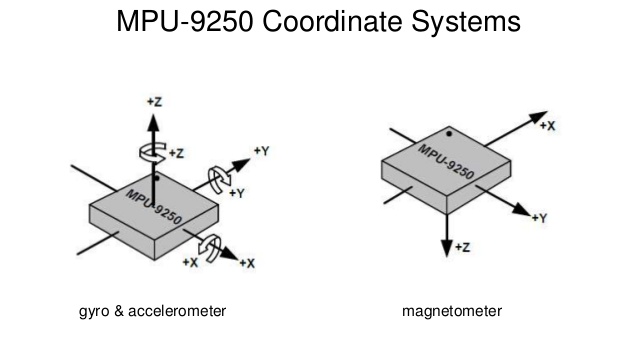 MPU-9250 Coordinate Systems
+Z
+Z
+Y
+Y
MPU-9250
+X
+X
gyro & accelerometer
+X
MPU-9250
+Y
+Z
magnetometer